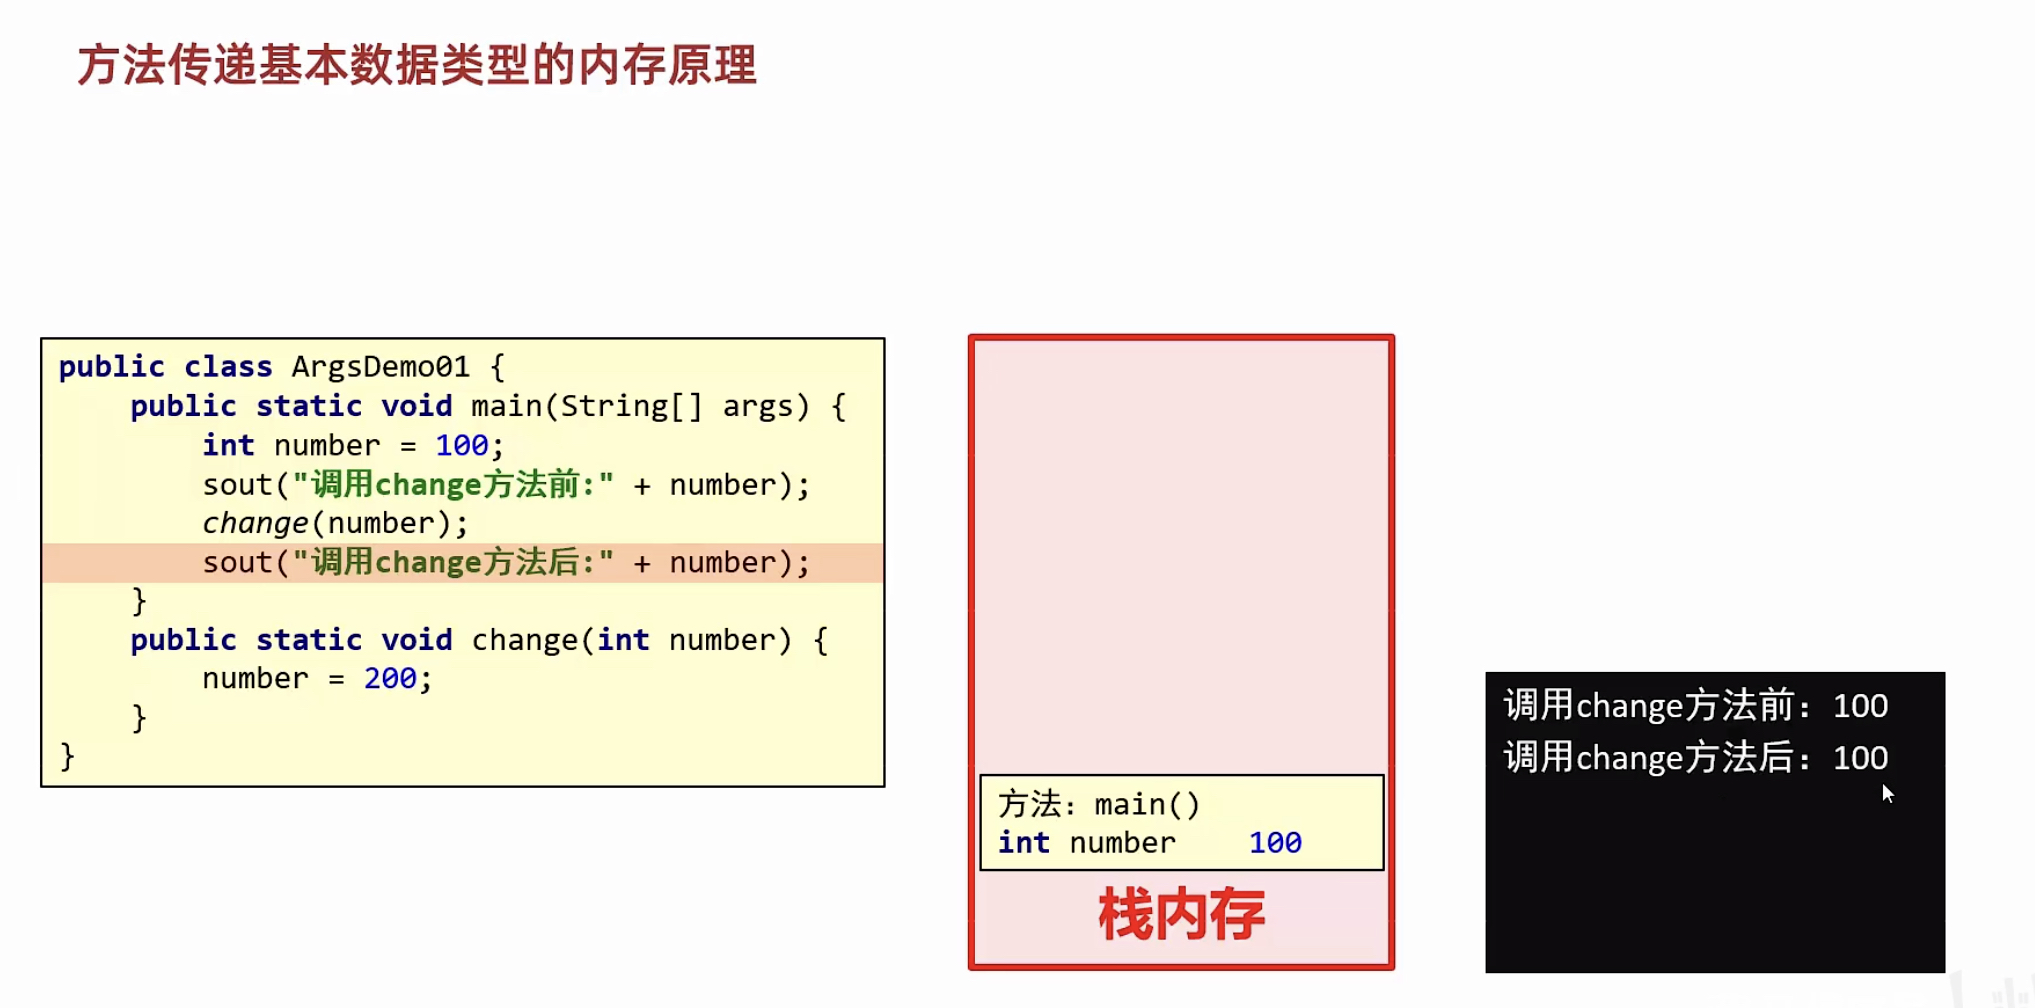 方法传递基本数据类型的内存原理
public class ArgsDemo01 {
    public static void main(String[] args) {
        int number = 100;
        sout("调用change方法前:" + number);
        change(number);
        sout("调用change方法后:" + number);
    }
    public static void change(int number) {
        number = 200;
    }
}
方法：main()
int number    100
栈内存
调用change方法前：100
调用change方法后：100